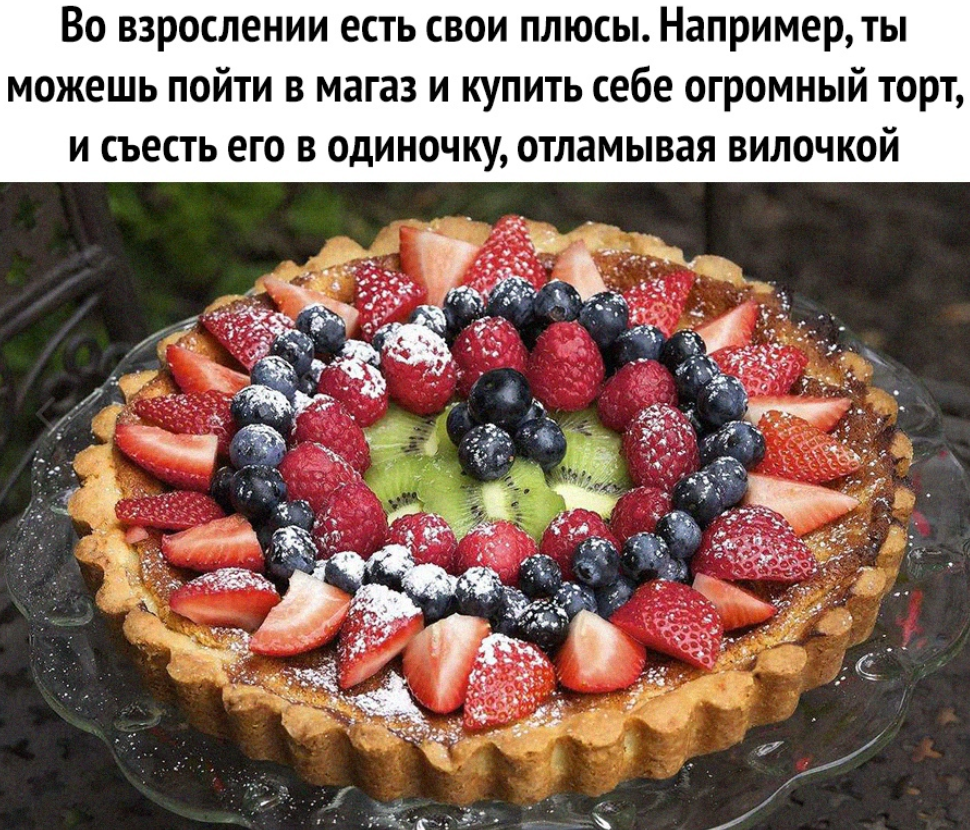 Во взрослении есть свои плюсы. Например, ты
можешь пойти в магаз и купить себе огромный торт,
и съесть его в одиночку, отламывая вилочкой